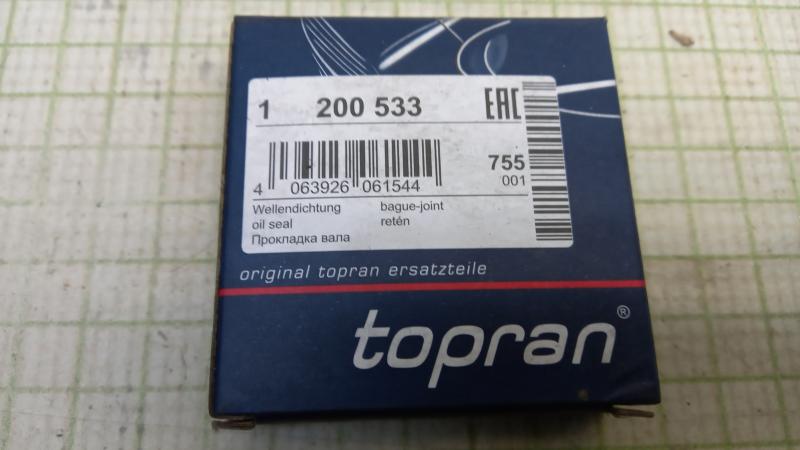 1 200 533 EAC
4 063926 061544
755
001
Wellendichtung bague-joint
oil seal retén
Прокладка вала
original topran ersatzteile
topran®